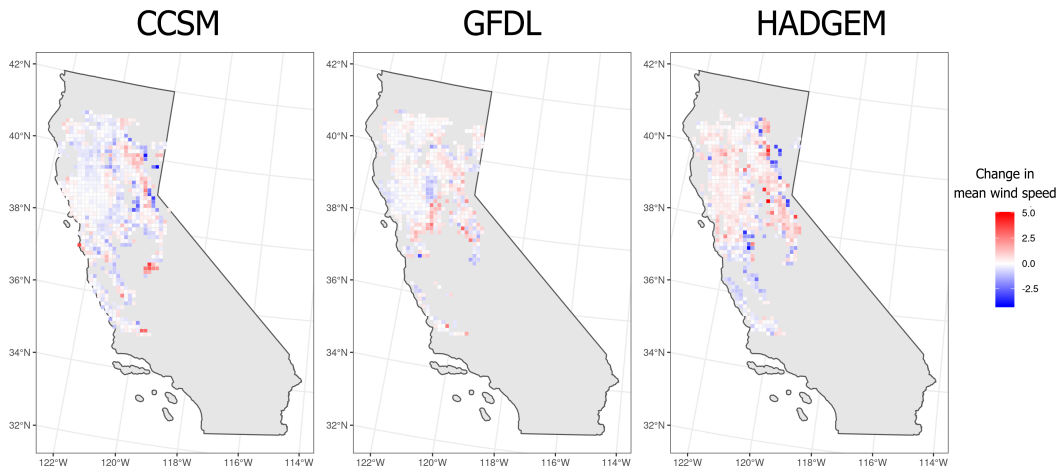 CCSM GFDL HADGEM
42°N 42°N 42°N
40°N 40°N 40°N
38°N 38°N 38°N
36°N 36°N 36°N
34°N 34°N 34°N
32°N 32°N 32°N
122°W 120°W 118°W 116°W 114°W 122°W 120°W 118°W 116°W 114°W 122°W 120°W 118°W 116°W 114°W
Change in
mean wind speed
5.0
2.5
0.0
-2.5